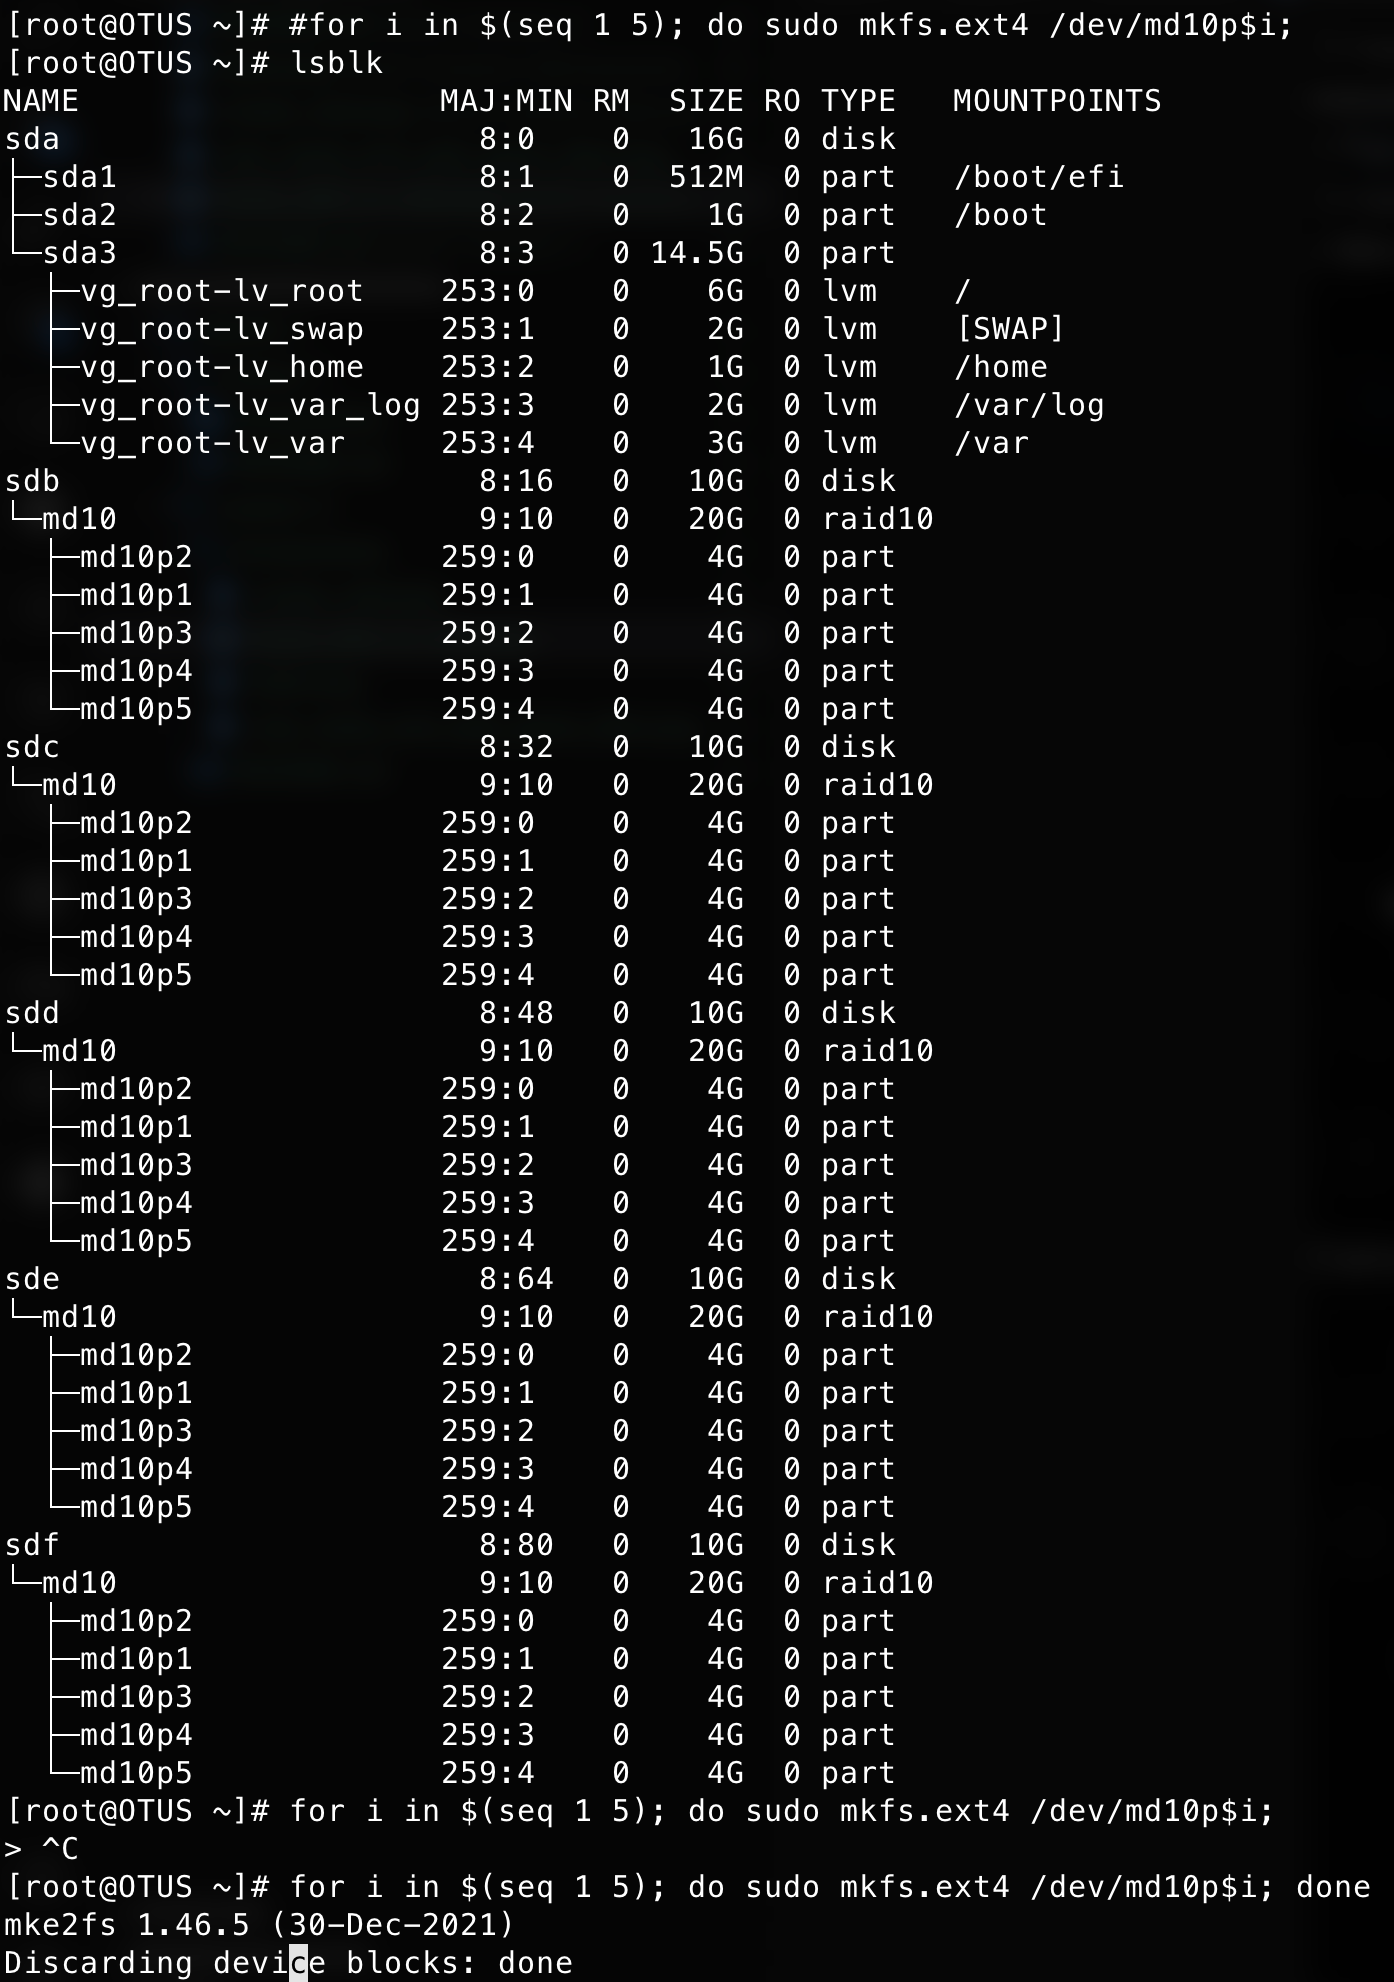 [root@OTUS ~]# #for i in $(seq 1 5); do sudo mkfs.ext4 /dev/md10p$i;
[root@OTUS ~]# lsblk
NAME                   MAJ:MIN RM  SIZE RO TYPE   MOUNTPOINTS
sda                      8:0    0   16G  0 disk
├─sda1                   8:1    0  512M  0 part   /boot/efi
├─sda2                   8:2    0    1G  0 part   /boot
└─sda3                   8:3    0 14.5G  0 part
  ├─vg_root-lv_root    253:0    0    6G  0 lvm    /
  ├─vg_root-lv_swap    253:1    0    2G  0 lvm    [SWAP]
  ├─vg_root-lv_home    253:2    0    1G  0 lvm    /home
  ├─vg_root-lv_var_log 253:3    0    2G  0 lvm    /var/log
  └─vg_root-lv_var     253:4    0    3G  0 lvm    /var
sdb                      8:16   0   10G  0 disk
└─md10                   9:10   0   20G  0 raid10
  ├─md10p2             259:0    0    4G  0 part
  ├─md10p1             259:1    0    4G  0 part
  ├─md10p3             259:2    0    4G  0 part
  ├─md10p4             259:3    0    4G  0 part
  └─md10p5             259:4    0    4G  0 part
sdc                      8:32   0   10G  0 disk
└─md10                   9:10   0   20G  0 raid10
  ├─md10p2             259:0    0    4G  0 part
  ├─md10p1             259:1    0    4G  0 part
  ├─md10p3             259:2    0    4G  0 part
  ├─md10p4             259:3    0    4G  0 part
  └─md10p5             259:4    0    4G  0 part
sdd                      8:48   0   10G  0 disk
└─md10                   9:10   0   20G  0 raid10
  ├─md10p2             259:0    0    4G  0 part
  ├─md10p1             259:1    0    4G  0 part
  ├─md10p3             259:2    0    4G  0 part
  ├─md10p4             259:3    0    4G  0 part
  └─md10p5             259:4    0    4G  0 part
sde                      8:64   0   10G  0 disk
└─md10                   9:10   0   20G  0 raid10
  ├─md10p2             259:0    0    4G  0 part
  ├─md10p1             259:1    0    4G  0 part
  ├─md10p3             259:2    0    4G  0 part
  ├─md10p4             259:3    0    4G  0 part
  └─md10p5             259:4    0    4G  0 part
sdf                      8:80   0   10G  0 disk
└─md10                   9:10   0   20G  0 raid10
  ├─md10p2             259:0    0    4G  0 part
  ├─md10p1             259:1    0    4G  0 part
  ├─md10p3             259:2    0    4G  0 part
  ├─md10p4             259:3    0    4G  0 part
  └─md10p5             259:4    0    4G  0 part
[root@OTUS ~]# for i in $(seq 1 5); do sudo mkfs.ext4 /dev/md10p$i;
> ^C
[root@OTUS ~]# for i in $(seq 1 5); do sudo mkfs.ext4 /dev/md10p$i; done
mke2fs 1.46.5 (30-Dec-2021)
Discarding device blocks: done